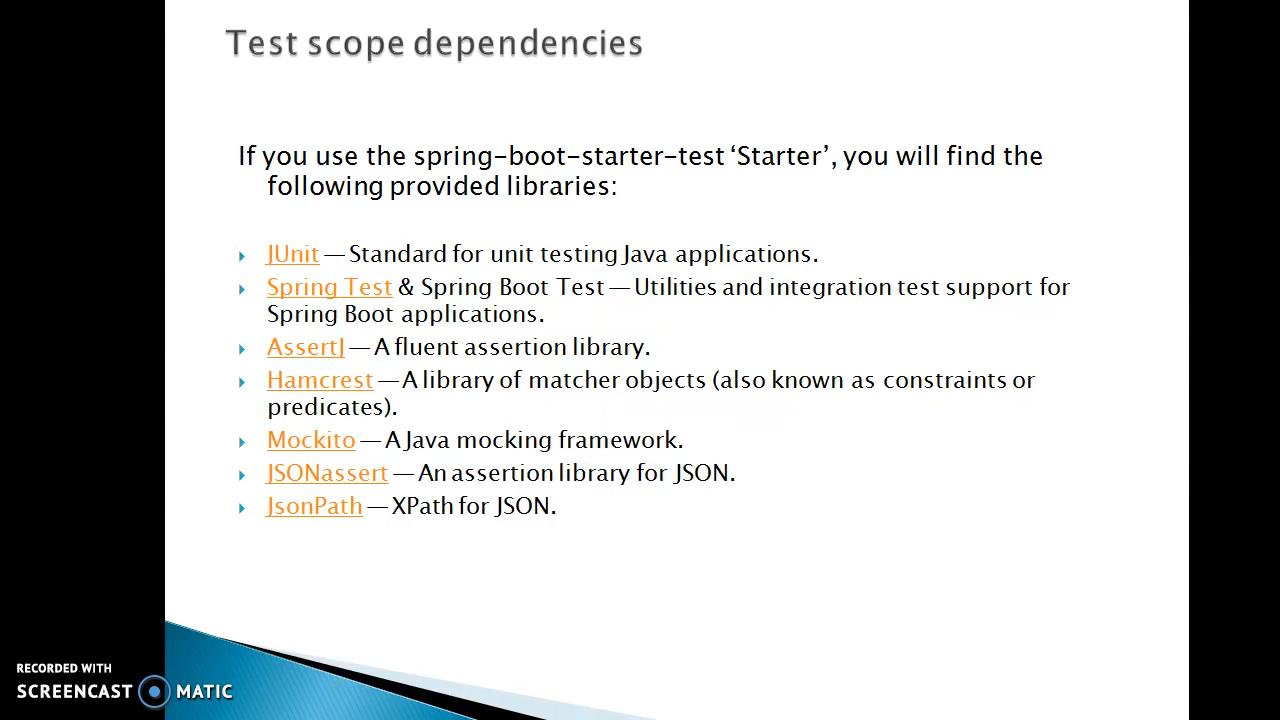 Test scope dependencies
If you use the spring-boot-starter-test ‘Starter’, you will find the
following provided libraries:
JUnit — Standard for unit testing Java applications.
Spring Test & Spring Boot Test — Utilities and integration test support for
Spring Boot applications.
AssertJ — A fluent assertion library.
Hamcrest — A library of matcher objects (also known as constraints or
predicates).
Mockito — A Java mocking framework.
JSONassert — An assertion library for JSON.
JsonPath — XPath for JSON.
RECORDED WITH
SCREENCAST MATIC